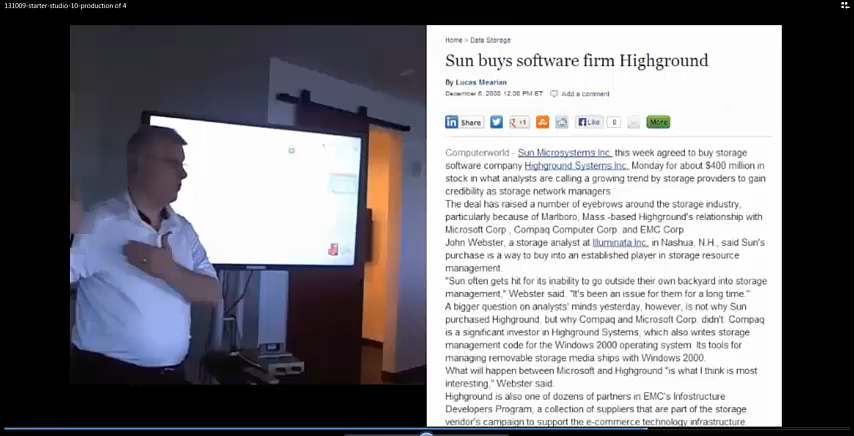 131009-starter-studio-10-production of 4
Home > Data Storage
Sun buys software firm Highground
By Lucas Mearian
December 6, 2000 12:00 PM ET Add a comment
Share +1 Like 0 More
Computerworld - Sun Microsystems Inc. this week agreed to buy storage
software company Highground Systems Inc. Monday for about $400 million in
stock in what analysts are calling a growing trend by storage providers to gain
credibility as storage network managers.
The deal has raised a number of eyebrows around the storage industry,
particularly because of Marlboro, Mass.-based Highground's relationship with
Microsoft Corp., Compaq Computer Corp. and EMC Corp
John Webster, a storage analyst at Illuminata Inc. in Nashua, N.H., said Sun's
purchase is a way to buy into an established player in storage resource
management.
"Sun often gets hit for its inability to go outside their own backyard into storage
management," Webster said. "It's been an issue for them for a long time."
A bigger question on analysts' minds yesterday, however, is not why Sun
purchased Highground, but why Compaq and Microsoft Corp. didn't. Compaq
is a significant investor in Highground Systems, which also writes storage
management code for the Windows 2000 operating system. Its tools for
managing removable storage media ships with Windows 2000.
What will happen between Microsoft and Highground "is what I think is most
interesting," Webster said.
Highground is also one of dozens of partners in EMC's Infostructure
Developers Program, a collection of suppliers that are part of the storage
vendor's campaign to support the e-commerce technology infrastructure